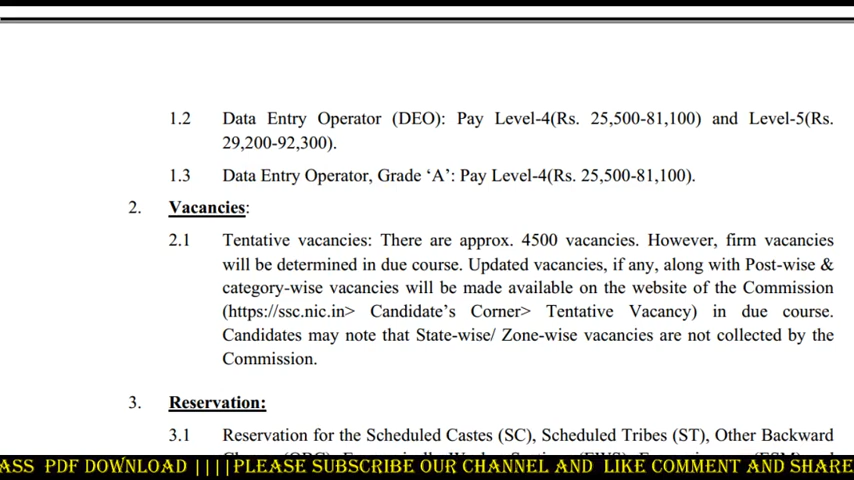 1.2 Data Entry Operator (DEO): Pay Level-4(Rs. 25,500-81,100) and Level-5(Rs.
29,200-92,300).
1.3 Data Entry Operator, Grade ‘A’: Pay Level-4(Rs. 25,500-81,100).
2. Vacancies:
2.1 Tentative vacancies: There are approx. 4500 vacancies. However, firm vacancies
will be determined in due course. Updated vacancies, if any, along with Post-wise &
category-wise vacancies will be made available on the website of the Commission
(https://ssc.nic.in> Candidate’s Corner> Tentative Vacancy) in due course.
Candidates may note that State-wise/ Zone-wise vacancies are not collected by the
Commission.
3. Reservation:
3.1 Reservation for the Scheduled Castes (SC), Scheduled Tribes (ST), Other Backward
ASS PDF DOWNLOAD ||||PLEASE SUBSCRIBE OUR CHANNEL AND LIKE COMMENT AND SHARE